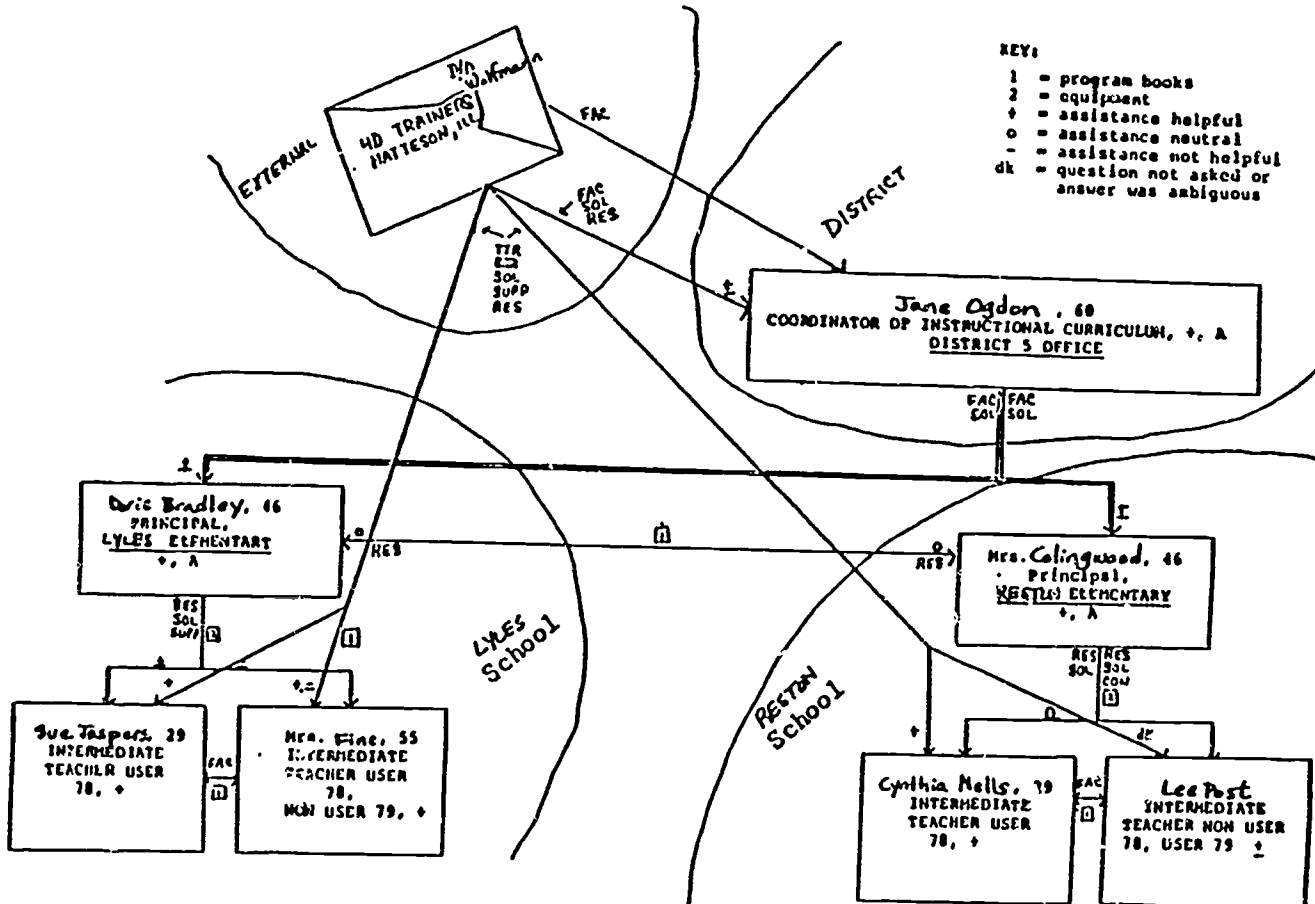 KEY:
1 = program books
2 = equipment
+ = assistance helpful
o = assistance neutral
- = assistance not helpful
dk = question not asked or
answer was ambiguous
4D TRAINERS
MATTESON, ILL
EXTERNAL
FAC
DISTRICT
FAC
SOL
RES
TTR
SOL
SUPP
RES
Jane Ogdon, 60
COORDINATOR OF INSTRUCTIONAL CURRICULUM, +, A
DISTRICT 5 OFFICE
FAC FAC
SOL SOL
Bradley, 46
PRINCIPAL,
LYLES ELEMENTARY
+, A
RES
RES
Mrs. Colingwood, 46
Principal,
RESTON ELEMENTARY
+, A
RES
SOL
SUPP
1
LYLES
School
RESTON
School
RES RES
SOL SOL
CON
+
+
dk
Sue Jaspers, 29
INTERMEDIATE
TEACHER USER
78, +
FAC
1
Mrs. Fine, 55
INTERMEDIATE
TEACHER USER
78,
NON USER 79, +
Cynthia Nells, 39
INTERMEDIATE
TEACHER USER
78, +
FAC
1
Lee Post
INTERMEDIATE
TEACHER NON USER
78, USER 79 ±